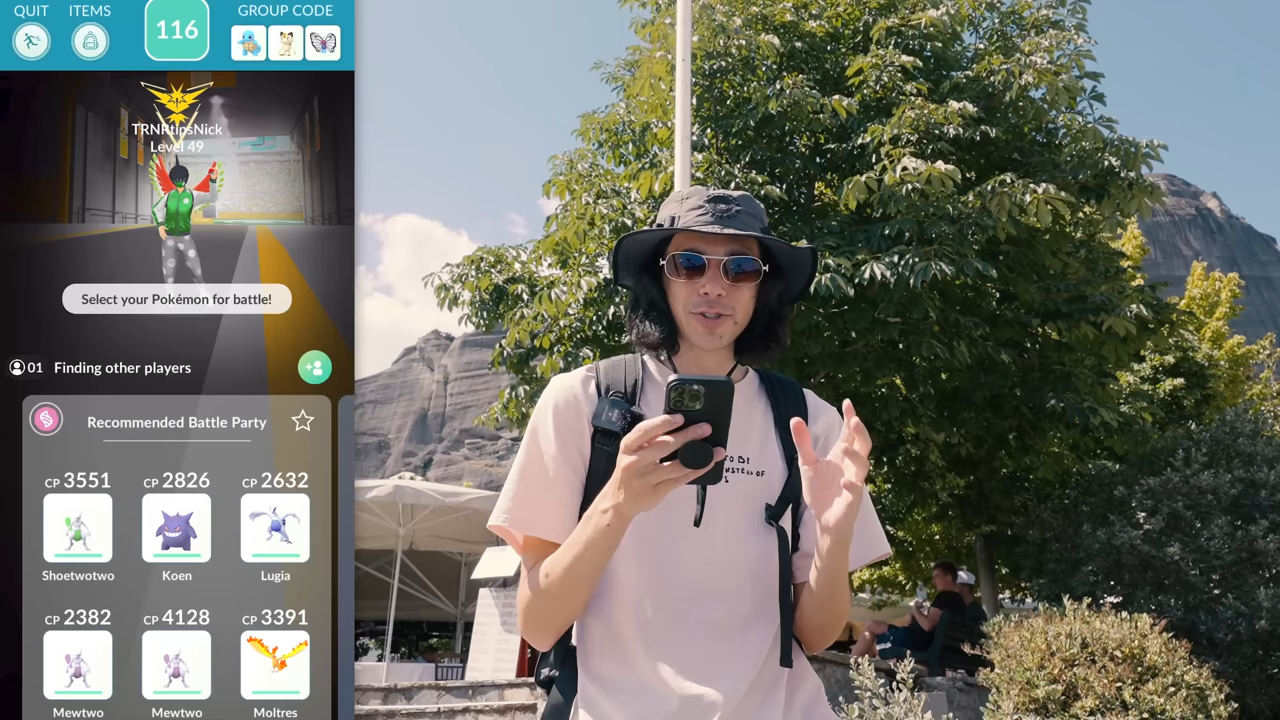 QUIT
ITEMS
116
GROUP CODE
TRNRtipsNick
Level 49
Select your Pokémon for battle!
01 Finding other players
Recommended Battle Party
CP 3551
CP 2826
CP 2632
Shoetwotwo
Koen
Lugia
CP 2382
CP 4128
CP 3391
Mewtwo
Mewtwo
Moltres
INSTEAD OF